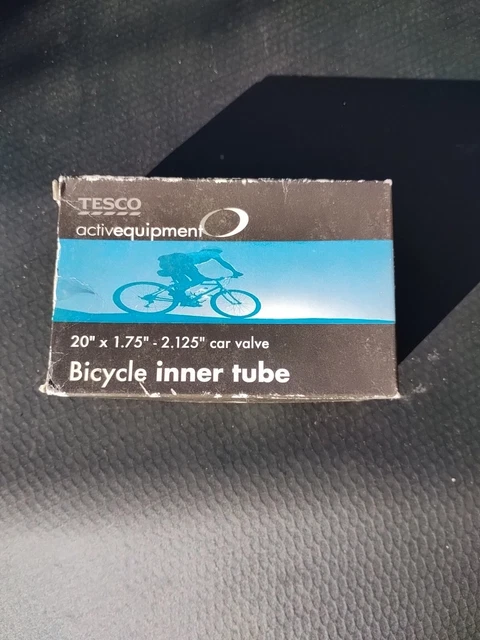 TESCO
activequipment
20" x 1.75" - 2.125" car valve
Bicycle inner tube